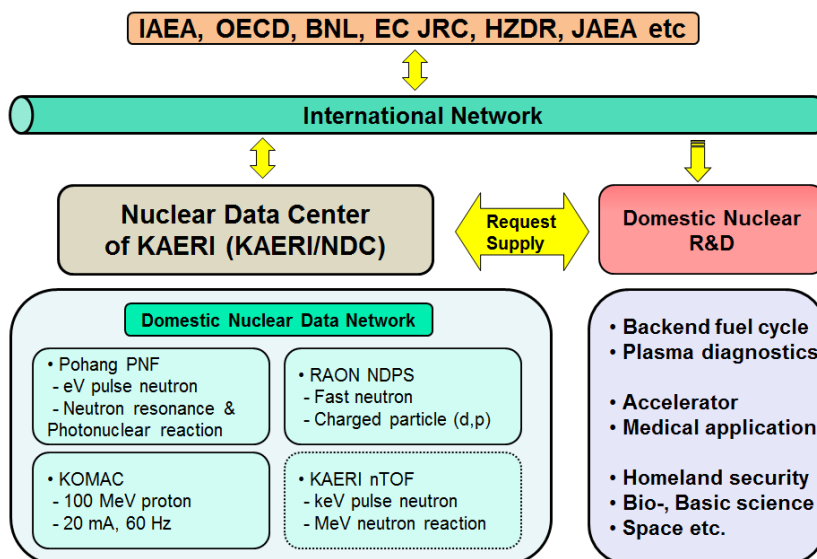 IAEA, OECD, BNL, EC JRC, HZDR, JAEA etc
International Network
Nuclear Data Center
of KAERI (KAERI/NDC)
Request
Supply
Domestic Nuclear
R&D
Domestic Nuclear Data Network
• Pohang PNF
- eV pulse neutron
- Neutron resonance &
Photonuclear reaction
• RAON NDPS
- Fast neutron
- Charged particle (d,p)
• KOMAC
- 100 MeV proton
- 20 mA, 60 Hz
• KAERI nTOF
- keV pulse neutron
- MeV neutron reaction
• Backend fuel cycle
• Plasma diagnostics
• Accelerator
• Medical application
• Homeland security
• Bio-, Basic science
• Space etc.